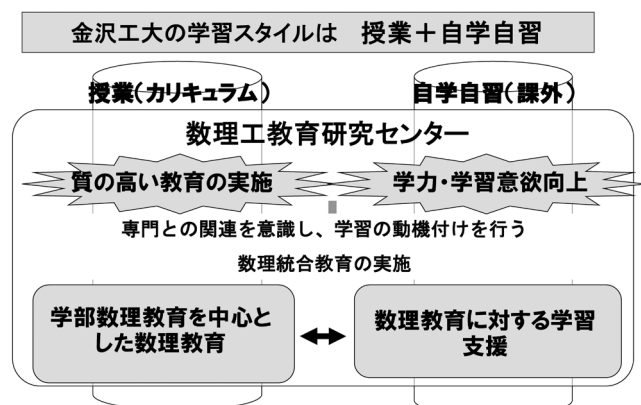 金沢工大の学習スタイルは　授業＋自学自習
授業（カリキュラム）
自学自習（課外）
数理工教育研究センター
質の高い教育の実施
学力・学習意欲向上
専門との関連を意識し、学習の動機付けを行う
数理統合教育の実施
学部数理教育を中心と
した数理教育
数理教育に対する学習
支援